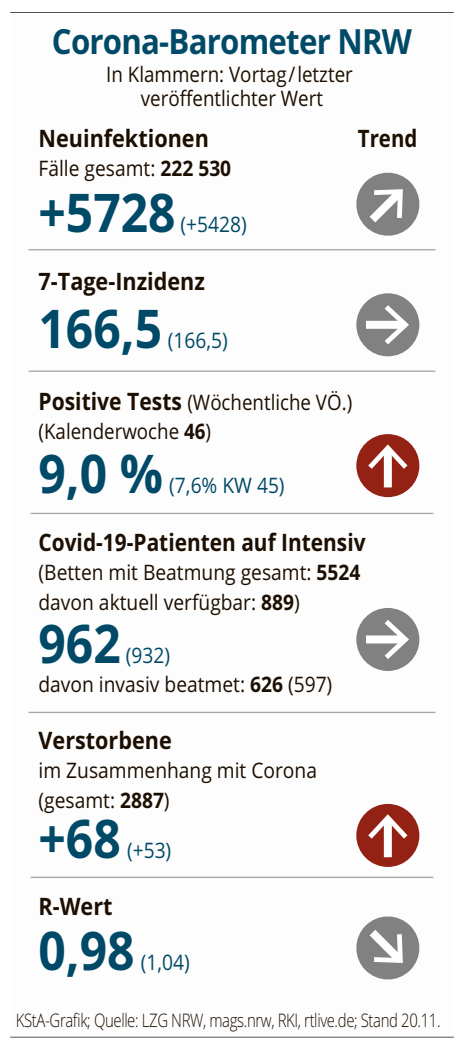 Corona-Barometer NRW
In Klammern: Vortag/letzter
veröffentlichter Wert
Neuinfektionen Trend
Fälle gesamt: 222 530
+5728 (+5428)
7-Tage-Inzidenz
166,5 (166,5)
Positive Tests (Wöchentliche VÖ.)
(Kalenderwoche 46)
9,0 % (7,6% KW 45)
Covid-19-Patienten auf Intensiv
(Betten mit Beatmung gesamt: 5524
davon aktuell verfügbar: 889)
962 (932)
davon invasiv beatmet: 626 (597)
Verstorbene
im Zusammenhang mit Corona
(gesamt: 2887)
+68 (+53)
R-Wert
0,98 (1,04)
KStA-Grafik; Quelle: LZG NRW, mags.nrw, RKI, rtlive.de; Stand 20.11.